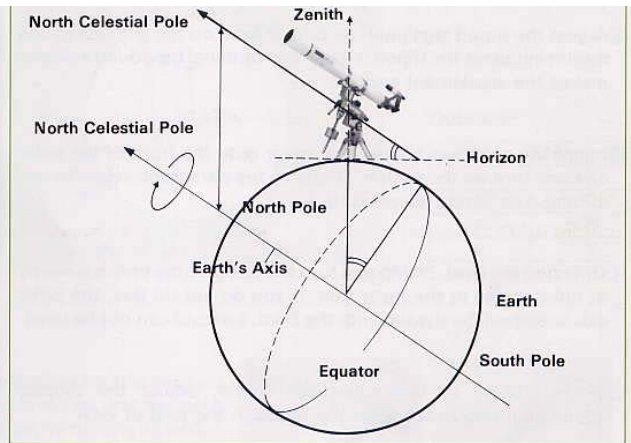 North Celestial Pole
Zenith
North Celestial Pole
Horizon
North Pole
Earth's Axis
Earth
South Pole
Equator